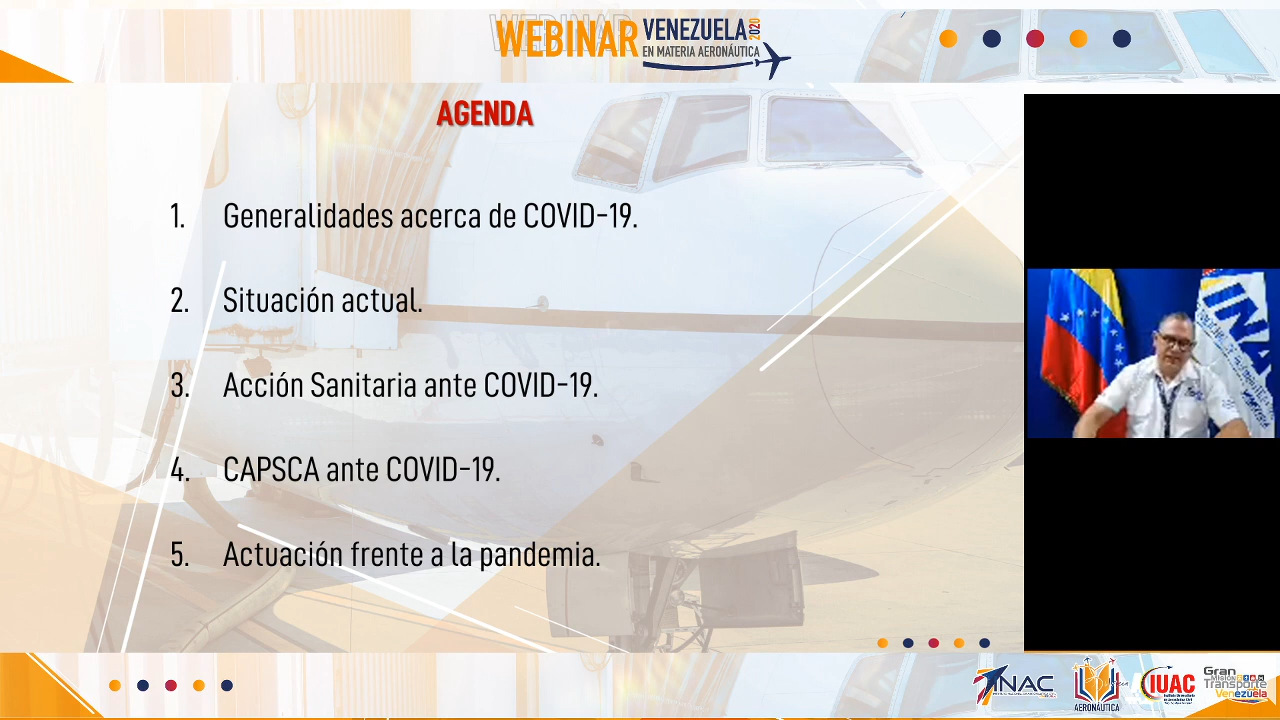 WEBINAR
VENEZUELA 2020
EN MATERIA AERONÁUTICA
AGENDA
1. Generalidades acerca de COVID-19.
2. Situación actual.
3. Acción Sanitaria ante COVID-19.
4. CAPSCA ante COVID-19.
5. Actuación frente a la pandemia.
INAC
AERONÁUTICA
IUAC
Gran
Misión
Transporte
Venezuela